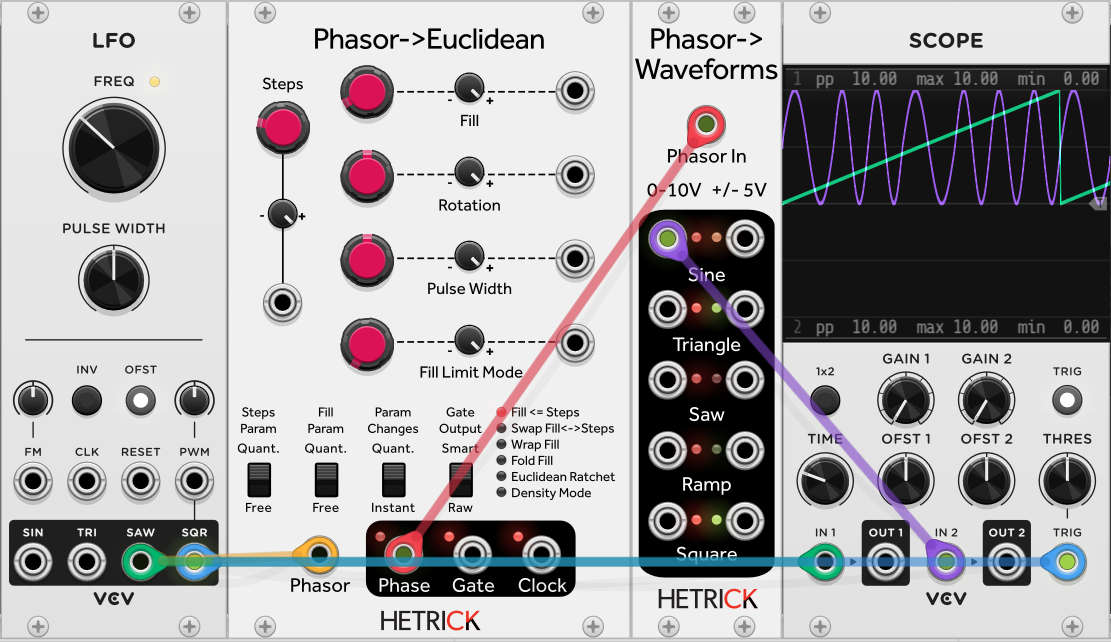 LFO
FREQ
PULSE WIDTH
INV
OFST
FM
CLK
RESET
PWM
SIN
TRI
SAW
SQR
VCV
Phasor->Euclidean
Steps
-
+
-
+
Fill
-
+
Rotation
-
+
Pulse Width
-
+
Fill Limit Mode
Steps
Param
Quant.
Free
Fill
Param
Quant.
Free
Param
Changes
Quant.
Instant
Gate
Output
Smart
Raw
Fill <= Steps
Swap Fill<->Steps
Wrap Fill
Fold Fill
Euclidean Ratchet
Density Mode
Phasor
Phase
Gate
Clock
HETRICK
Phasor->
Waveforms
Phasor In
0-10V +/- 5V
Sine
Triangle
Saw
Ramp
Square
HETRICK
SCOPE
1 pp 10.00 max 10.00 min 0.00
T
2 pp 10.00 max 10.00 min 0.00
1x2
GAIN 1
GAIN 2
TRIG
TIME
OFST 1
OFST 2
THRES
IN 1
OUT 1
IN 2
OUT 2
TRIG
VCV